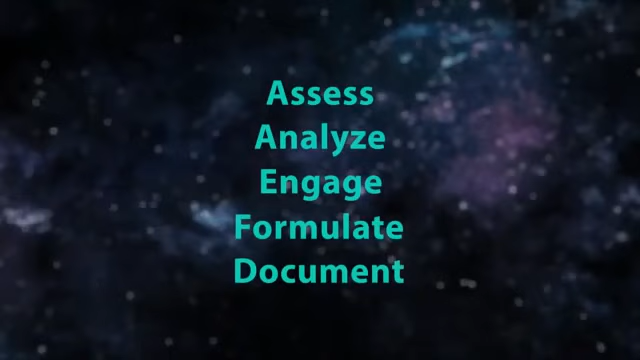 Assess
Analyze
Engage
Formulate
Document